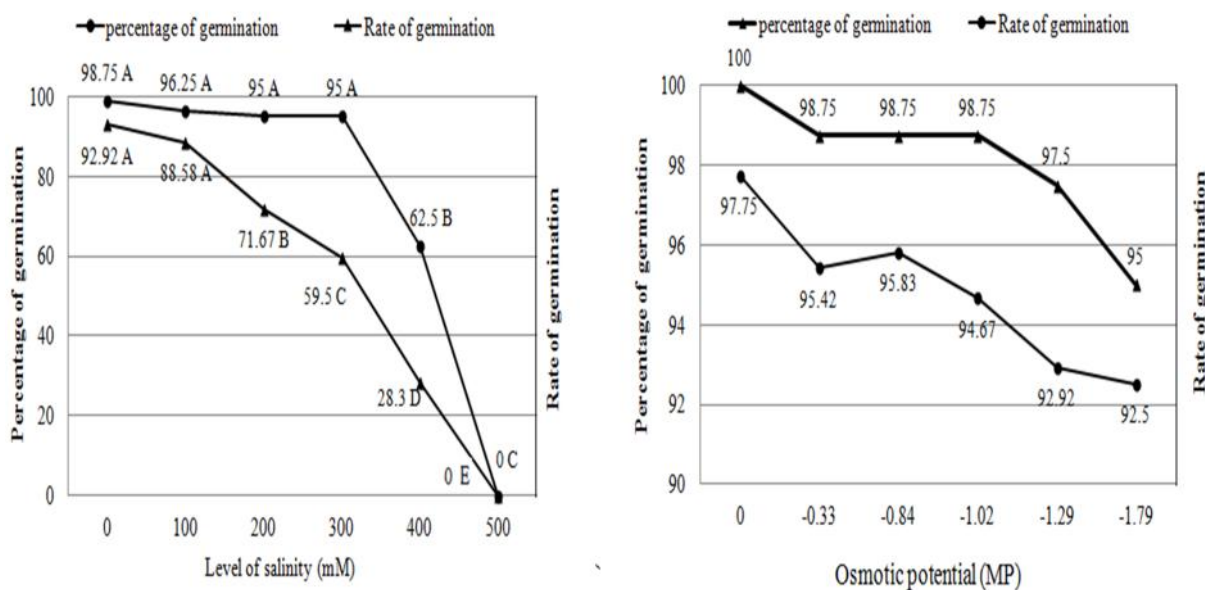 percentage of germination Rate of germination
98.75 A
96.25 A
95 A
95 A
92.92 A
88.58 A
71.67 B
59.5 C
62.5 B
28.3 D
0 E
0 C
100
80
60
40
20
0
0 100 200 300 400 500
Level of salinity (mM)
Percentage of germination
Rate of germination
percentage of germination Rate of germination
100
98.75
98.75
98.75
97.5
95
97.75
95.42
95.83
94.67
92.92
92.5
100
98
96
94
92
90
0 -0.33 -0.84 -1.02 -1.29 -1.79
Osmotic potential (MP)
Percentage of germination
Rate of germination